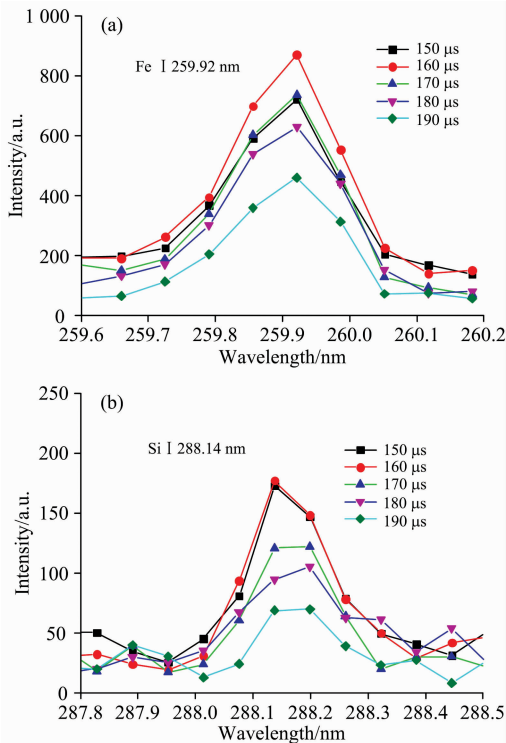 (a)
Fe I 259.92 nm
150 μs
160 μs
170 μs
180 μs
190 μs
Intensity/a.u.
1 000
800
600
400
200
0
259.6 259.7 259.8 259.9 260.0 260.1 260.2
Wavelength/nm
(b)
Si I 288.14 nm
150 μs
160 μs
170 μs
180 μs
190 μs
Intensity/a.u.
250
200
150
100
50
0
287.8 287.9 288.0 288.1 288.2 288.3 288.4 288.5
Wavelength/nm